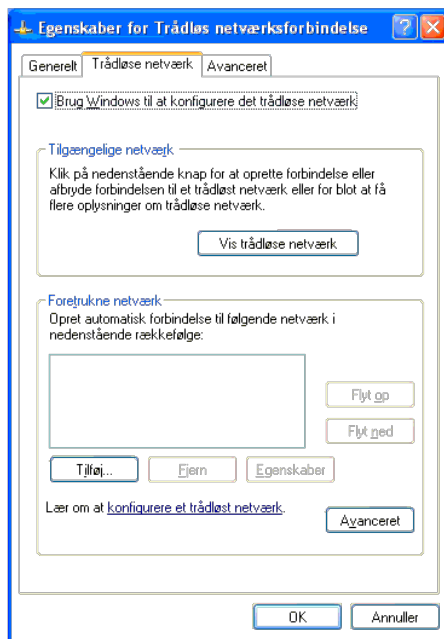 Egenskaber for Trådløs netværksforbindelse
Generelt Trådløse netværk Avanceret
Brug Windows til at konfigurere det trådløse netværk
Tilgængelige netværk
Klik på nedenstående knap for at oprette forbindelse eller
afbryde forbindelsen til et trådløst netværk eller for blot at få
flere oplysninger om trådløse netværk.
Vis trådløse netværk
Foretrukne netværk
Opret automatisk forbindelse til følgende netværk i
nedenstående rækkefølge:
Flyt op
Flyt ned
Tilføj... Fjern Egenskaber
Lær om at konfigurere et trådløst netværk.
Avanceret
OK Annuller